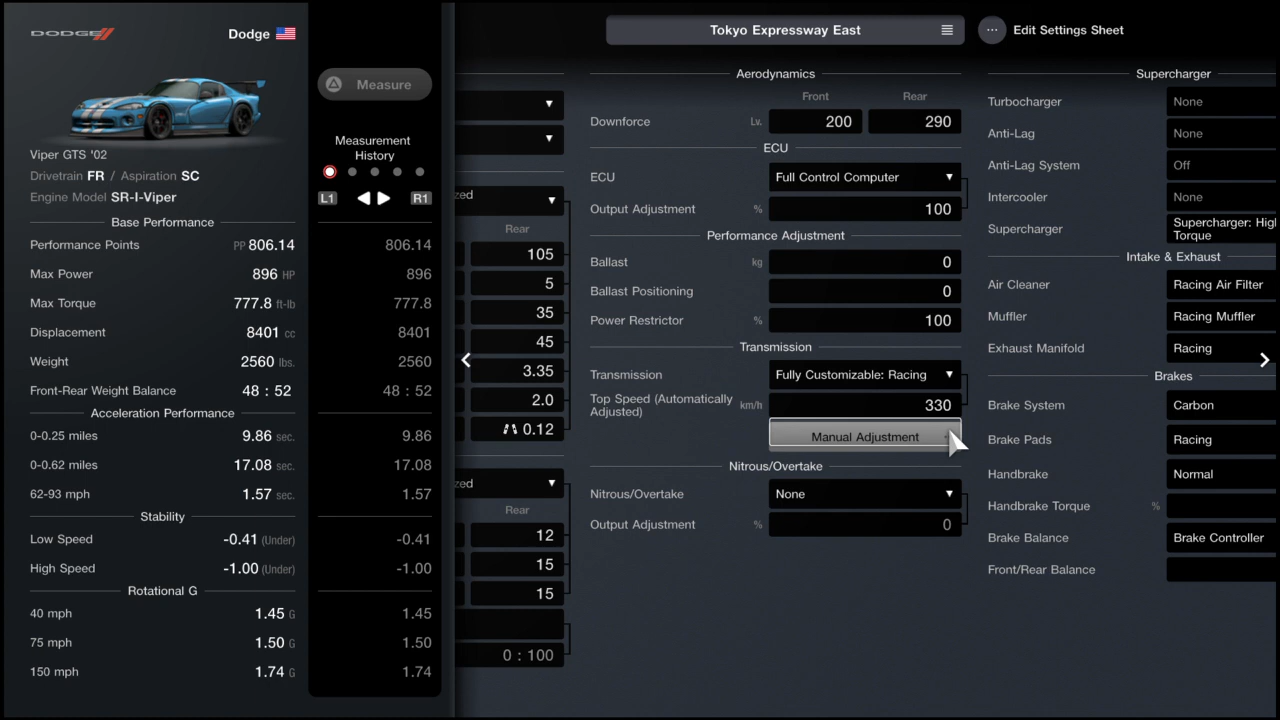 DODGE
Dodge
Viper GTS '02
Drivetrain FR / Aspiration SC
Engine Model SR-I-Viper
Base Performance
Performance Points PP 806.14
Max Power 896 HP
Max Torque 777.8 ft-lb
Displacement 8401 cc
Weight 2560 lbs.
Front-Rear Weight Balance 48 : 52
Acceleration Performance
0-0.25 miles 9.86 sec.
0-0.62 miles 17.08 sec.
62-93 mph 1.57 sec.
Stability
Low Speed -0.41 (Under)
High Speed -1.00 (Under)
Rotational G
40 mph 1.45 G
75 mph 1.50 G
150 mph 1.74 G
Measure
Measurement
History
L1 R1
806.14
896
777.8
8401
2560
48 : 52
9.86
17.08
1.57
-0.41
-1.00
1.45
1.50
1.74
zed
Rear
105
5
35
45
3.35
2.0
0.12
zed
Rear
12
15
15
0 : 100
Tokyo Expressway East
Edit Settings Sheet
Aerodynamics
Front Rear
Downforce Lv. 200 290
ECU
ECU Full Control Computer
Output Adjustment % 100
Performance Adjustment
Ballast kg 0
Ballast Positioning 0
Power Restrictor % 100
Transmission
Transmission Fully Customizable: Racing
Top Speed (Automatically
Adjusted) km/h 330
Manual Adjustment
Nitrous/Overtake
Nitrous/Overtake None
Output Adjustment % 0
Supercharger
Turbocharger None
Anti-Lag None
Anti-Lag System Off
Intercooler None
Supercharger Supercharger: High
Torque
Intake & Exhaust
Air Cleaner Racing Air Filter
Muffler Racing Muffler
Exhaust Manifold Racing
Brakes
Brake System Carbon
Brake Pads Racing
Handbrake Normal
Handbrake Torque %
Brake Balance Brake Controller
Front/Rear Balance